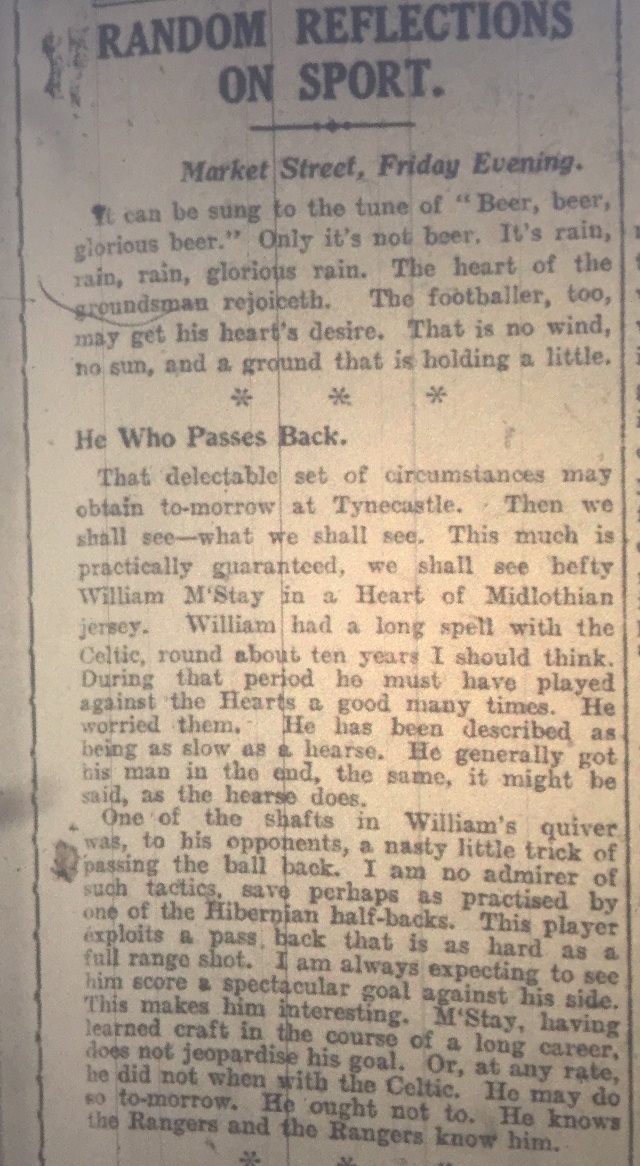 RANDOM REFLECTIONS
ON SPORT.
Market Street, Friday Evening.
It can be sung to the tune of "Beer, beer,
glorious beer." Only it's not beer. It's rain,
rain, rain, glorious rain. The heart of the
groundsman rejoiceth. The footballer, too,
may get his heart's desire. That is no wind,
no sun, and a ground that is holding a little.
* * *
He Who Passes Back.
That delectable set of circumstances may
obtain to-morrow at Tynecastle. Then we
shall see—what we shall see. This much is
practically guaranteed, we shall see hefty
William M'Stay in a Heart of Midlothian
jersey. William had a long spell with the
Celtic, round about ten years I should think.
During that period he must have played
against the Hearts a good many times. He
worried them. He has been described as
being as slow as a hearse. He generally got
his man in the end, the same, it might be
said, as the hearse does.
One of the shafts in William's quiver
was, to his opponents, a nasty little trick of
passing the ball back. I am no admirer of
such tactics, save perhaps as practised by
one of the Hibernian half-backs. This player
exploits a pass back that is as hard as a
full range shot. I am always expecting to see
him score a spectacular goal against his side.
This makes him interesting. M'Stay, having
learned craft in the course of a long career,
does not jeopardise his goal. Or, at any rate,
he did not when with the Celtic. He may do
so to-morrow. He ought not to. He knows
the Rangers and the Rangers know him.
* * *